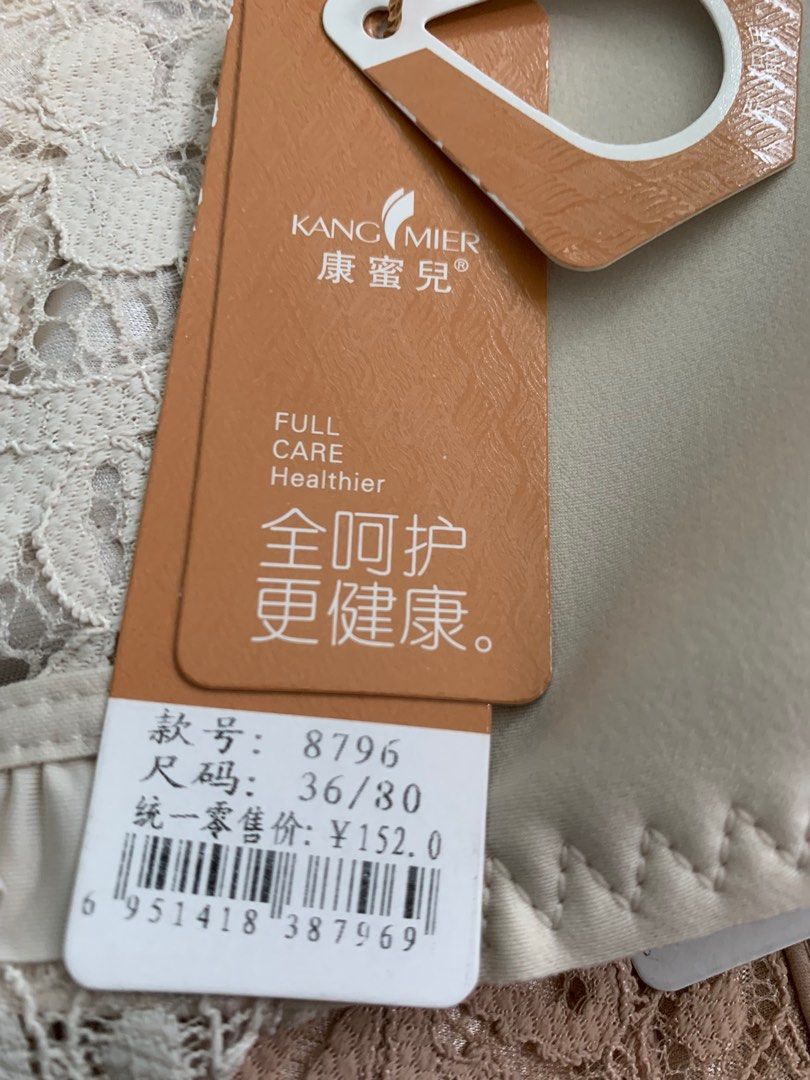 KANG MIER
康蜜兒®
FULL
CARE
Healthier
全呵护
更健康。
款号: 8796
尺码: 36/80
统一零售价: ¥152.0
6 951418 387969